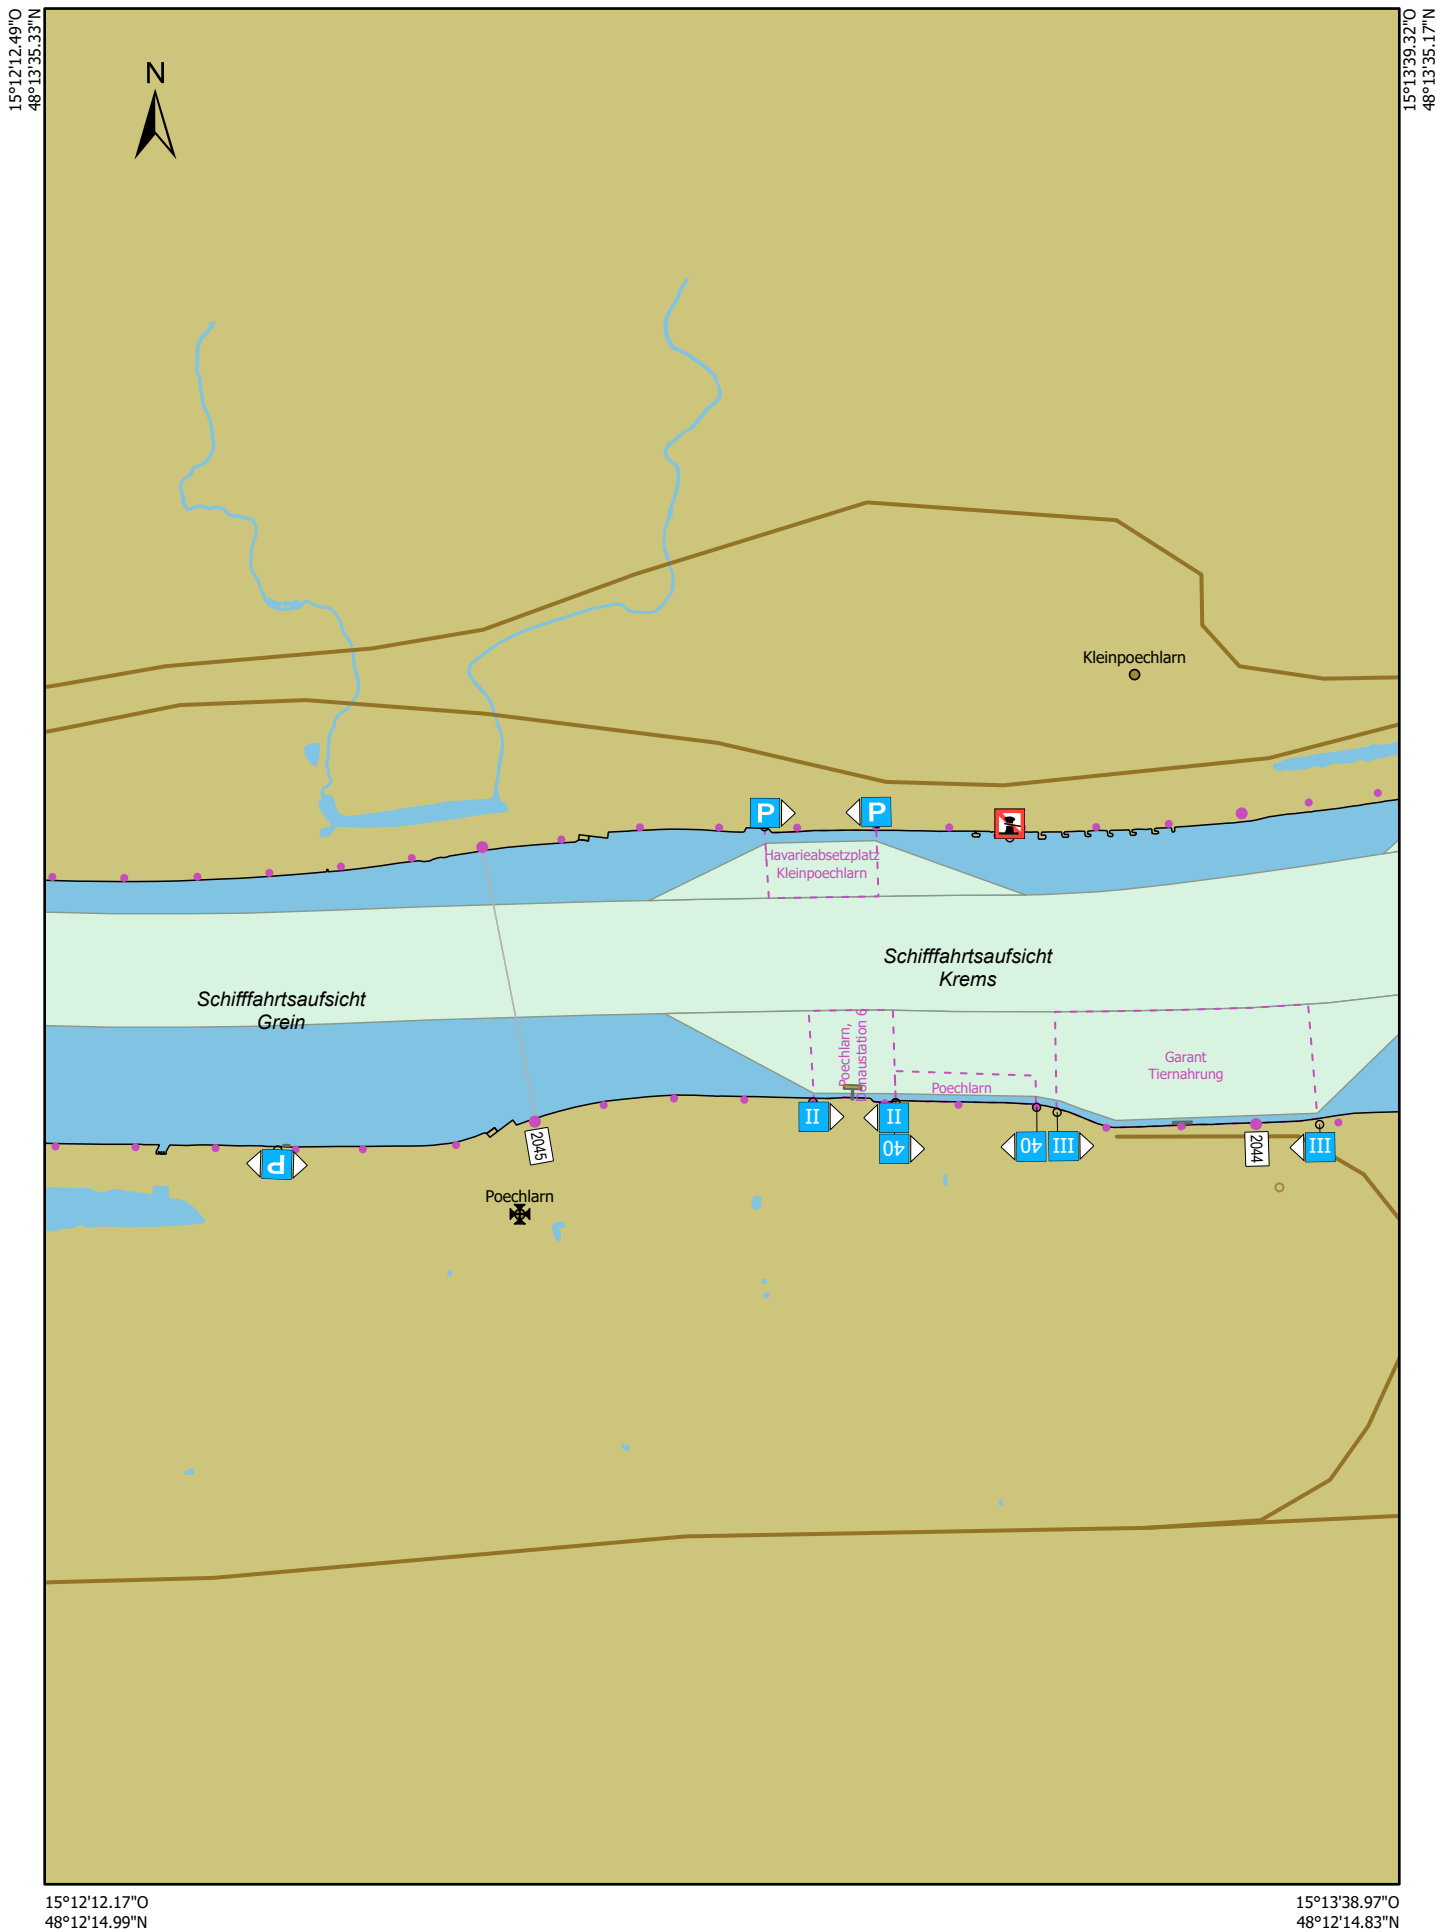 15°12'12.49"O
48°13'35.33"N
15°13'39.32"O
48°13'35.17"N
N
Kleinpoechlarn
P
P
Havarieabsetzplatz
Kleinpoechlarn
Schifffahrtsaufsicht
Krems
Schifffahrtsaufsicht
Grein
Poechlarn,
Donaustation 6
Poechlarn
Garant
Tiernahrung
II
II
40
40
III
III
2045
2044
P
Poechlarn
15°12'12.17"O
48°12'14.99"N
15°13'38.97"O
48°12'14.83"N